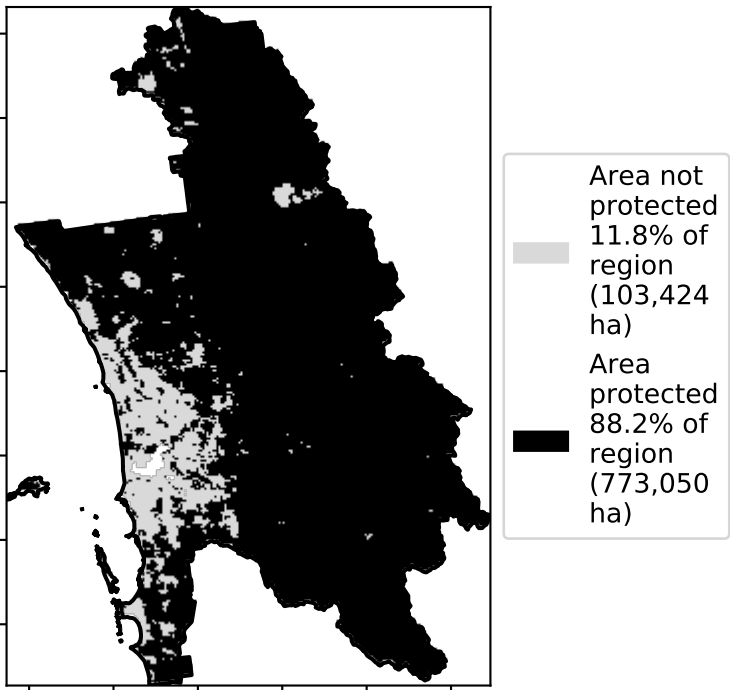 Area not
protected
11.8% of
region
(103,424
ha)
Area
protected
88.2% of
region
(773,050
ha)